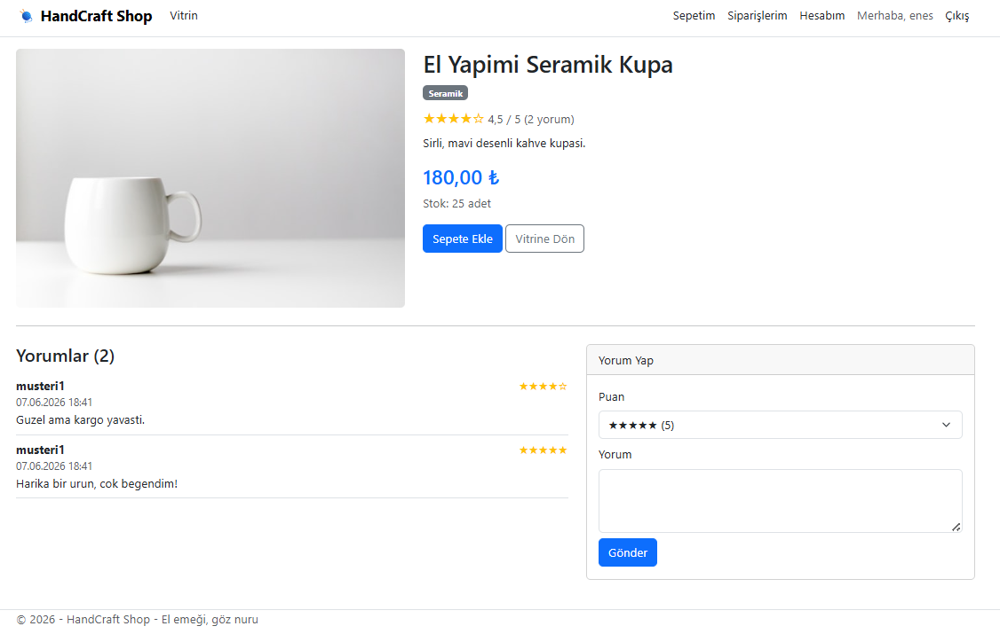 HandCraft Shop Vitrin Sepetim Siparişlerim Hesabım Merhaba, enes Çıkış
El Yapimi Seramik Kupa
Seramik
★★★★☆ 4,5 / 5 (2 yorum)
Sirli, mavi desenli kahve kupasi.
180,00 ₺
Stok: 25 adet
Sepete Ekle Vitrine Dön
Yorumlar (2)
musteri1 ★★★★☆
07.06.2026 18:41
Guzel ama kargo yavasti.
musteri1 ★★★★★
07.06.2026 18:41
Harika bir urun, cok begendim!
Yorum Yap
Puan
★★★★★ (5)
Yorum
Gönder
© 2026 - HandCraft Shop - El emeği, göz nuru